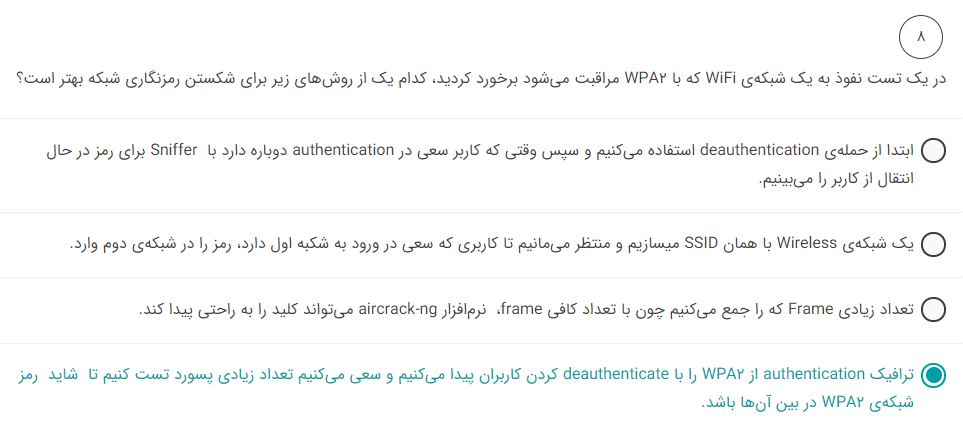 ۸
در یک تست نفوذ به یک شبکه‌ی WiFi که با WPA۲ مراقبت می‌شود برخورد کردید، کدام یک از روش‌های زیر برای شکستن رمزنگاری شبکه بهتر است؟
ابتدا از حمله‌ی deauthentication استفاده می‌کنیم و سپس وقتی که کاربر سعی در authentication دوباره دارد با Sniffer برای رمز در حال
انتقال از کاربر را می‌بینیم.
یک شبکه‌ی Wireless با همان SSID میسازیم و منتظر می‌مانیم تا کاربری که سعی در ورود به شکبه اول دارد، رمز را در شبکه‌ی دوم وارد.
تعداد زیادی Frame که را جمع می‌کنیم چون با تعداد کافی frame، نرم‌افزار aircrack-ng می‌تواند کلید را به راحتی پیدا کند.
ترافیک authentication از WPA۲ را با deauthenticate کردن کاربران پیدا می‌کنیم و سعی می‌کنیم تعداد زیادی پسورد تست کنیم تا شاید رمز
شبکه‌ی WPA۲ در بین آن‌ها باشد.